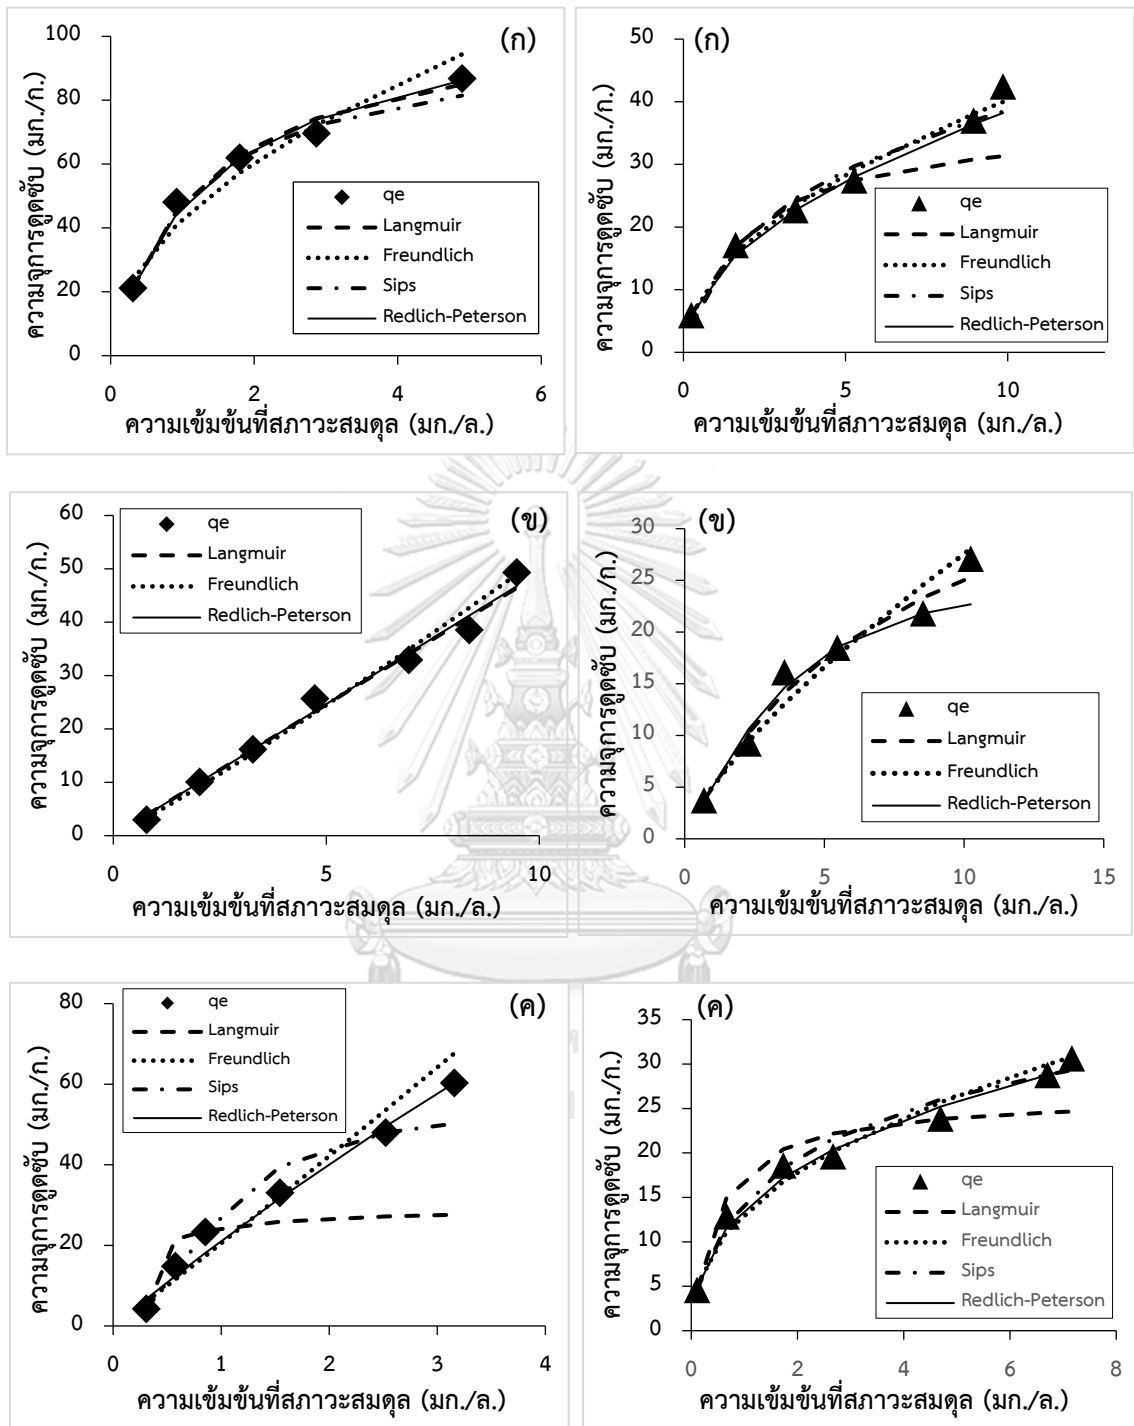 (ก)
ความจุการดูดซับ (มก./ก.)
100
80
60
40
20
0
qe
Langmuir
Freundlich
Sips
Redlich-Peterson
0 2 4 6
ความเข้มข้นที่สภาวะสมดุล (มก./ล.)
(ก)
ความจุการดูดซับ (มก./ก.)
50
40
30
20
10
0
qe
Langmuir
Freundlich
Sips
Redlich-Peterson
0 5 10
ความเข้มข้นที่สภาวะสมดุล (มก./ล.)
(ข)
ความจุการดูดซับ (มก./ก.)
60
50
40
30
20
10
0
qe
Langmuir
Freundlich
Redlich-Peterson
0 5 10
ความเข้มข้นที่สภาวะสมดุล (มก./ล.)
(ข)
ความจุการดูดซับ (มก./ก.)
30
25
20
15
10
5
0
qe
Langmuir
Freundlich
Redlich-Peterson
0 5 10 15
ความเข้มข้นที่สภาวะสมดุล (มก./ล.)
(ค)
ความจุการดูดซับ (มก./ก.)
80
60
40
20
0
qe
Langmuir
Freundlich
Sips
Redlich-Peterson
0 1 2 3 4
ความเข้มข้นที่สภาวะสมดุล (มก./ล.)
(ค)
ความจุการดูดซับ (มก./ก.)
35
30
25
20
15
10
5
0
qe
Langmuir
Freundlich
Sips
Redlich-Peterson
0 2 4 6 8
ความเข้มข้นที่สภาวะสมดุล (มก./ล.)